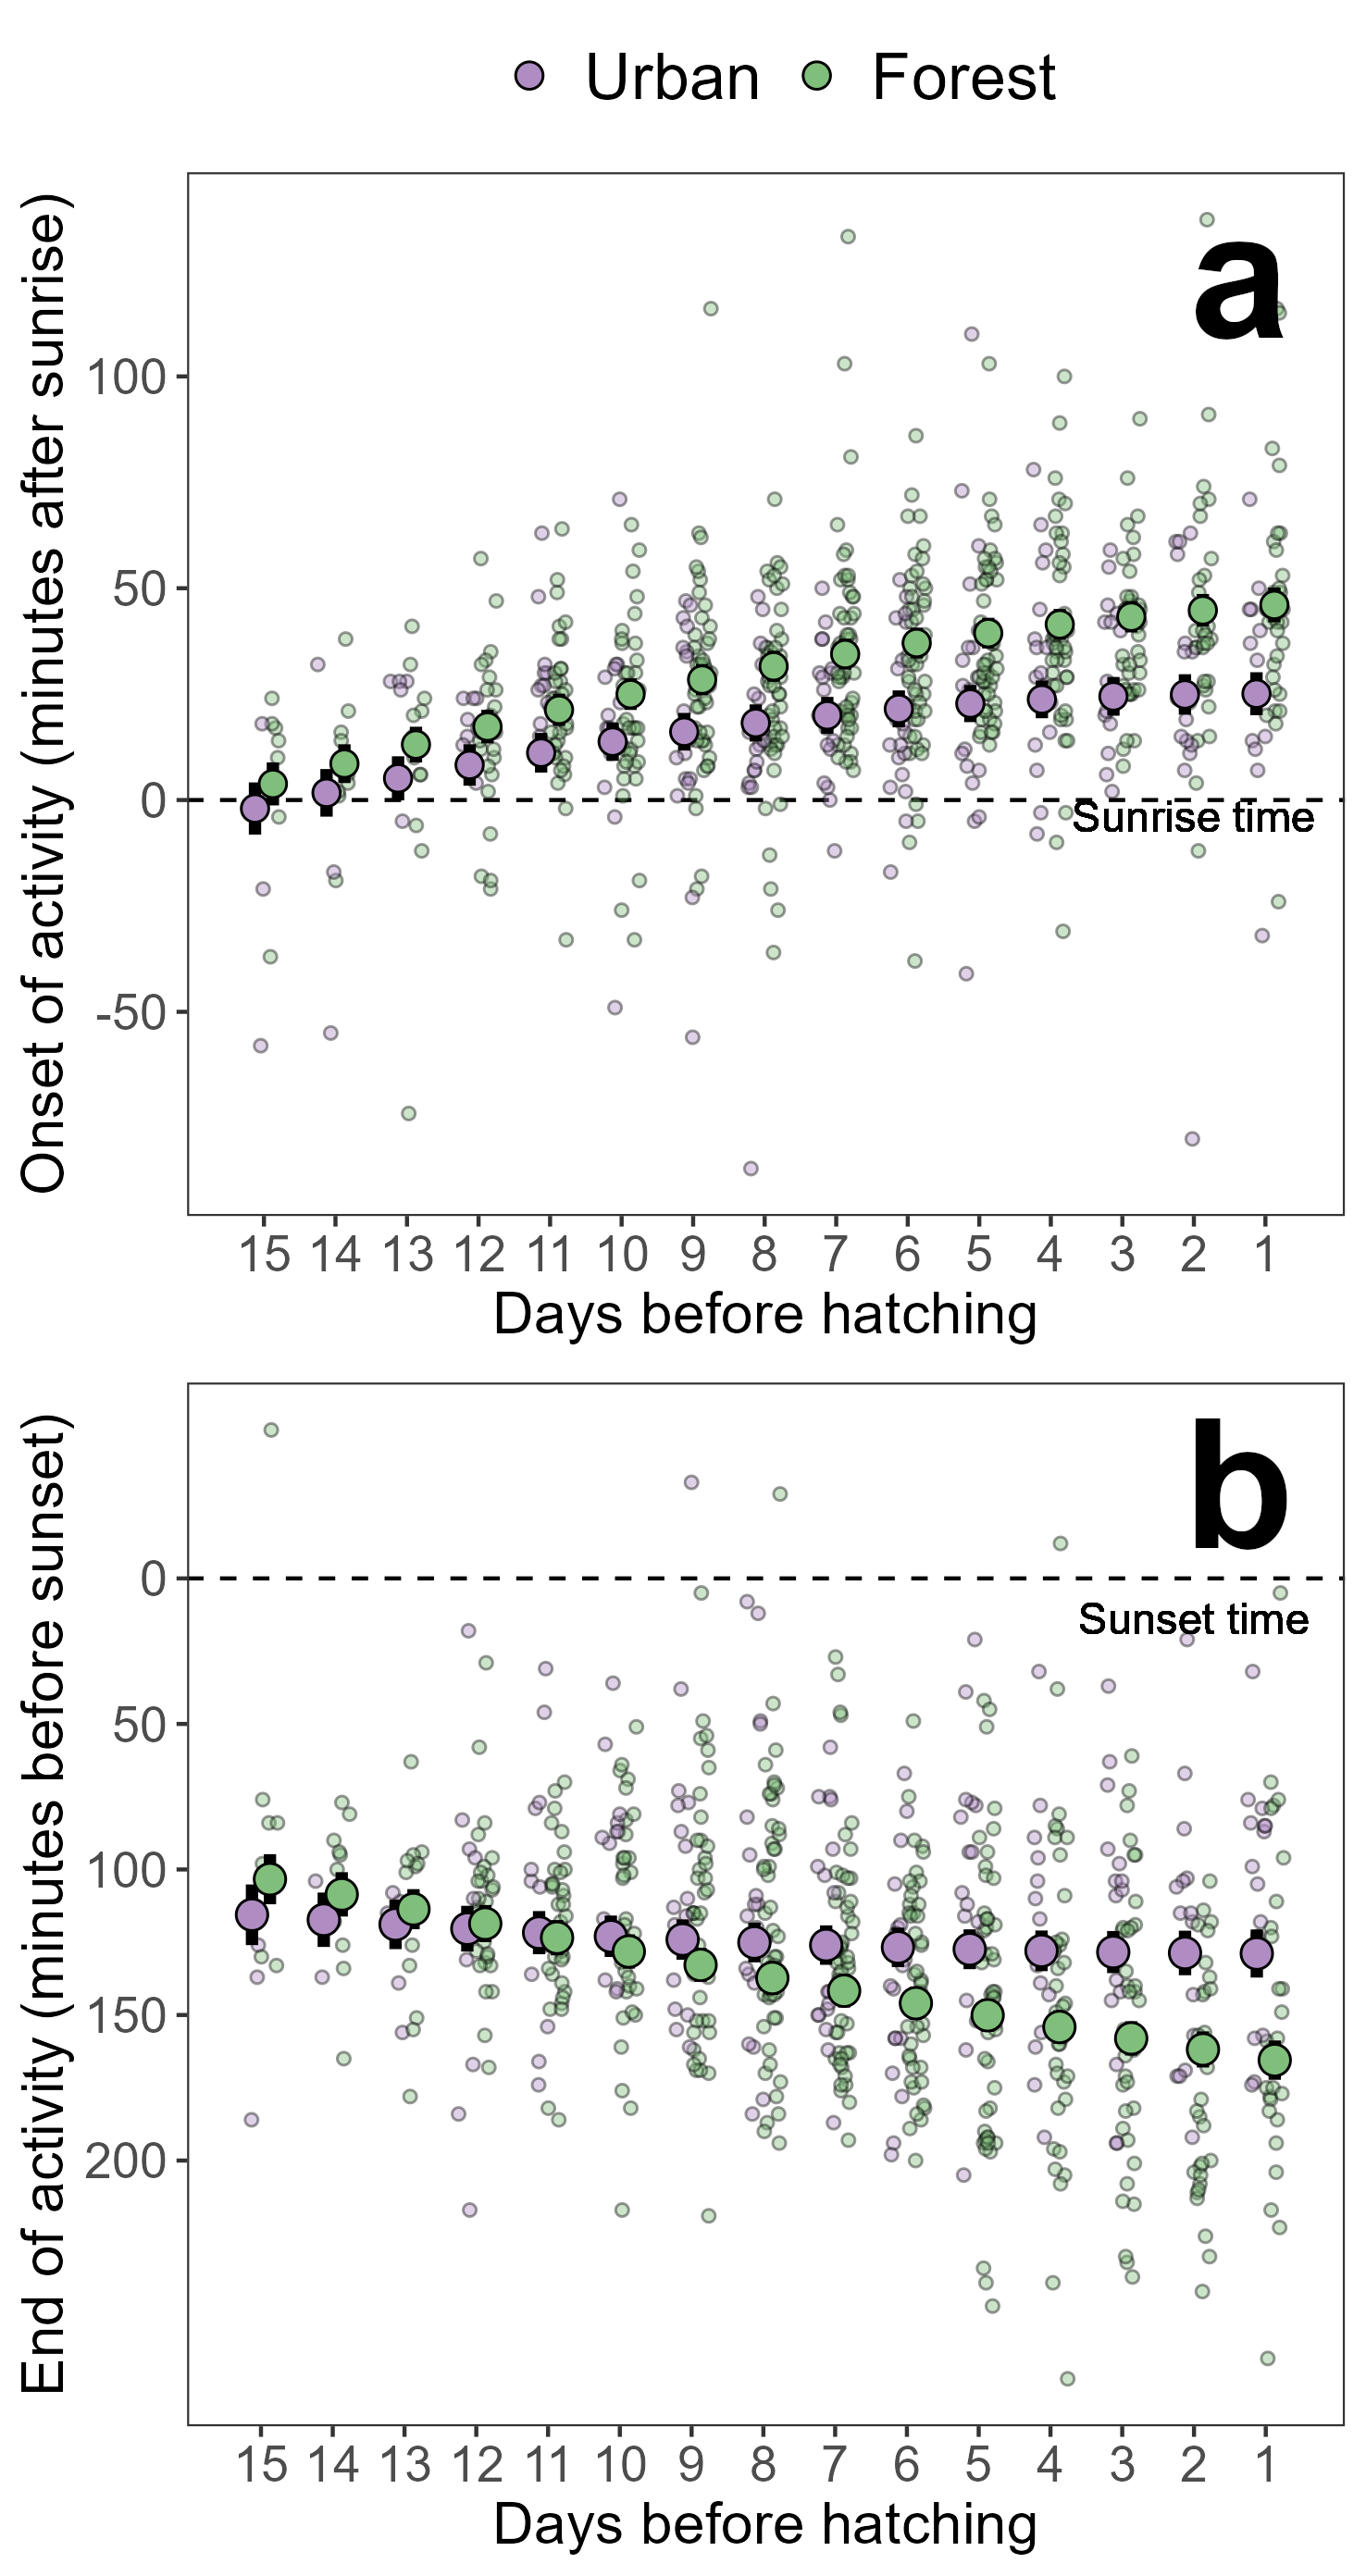 Urban Forest
a
Onset of activity (minutes after sunrise)
100
50
0
-50
Sunrise time
15 14 13 12 11 10 9 8 7 6 5 4 3 2 1
Days before hatching
b
End of activity (minutes before sunset)
0
50
100
150
200
Sunset time
15 14 13 12 11 10 9 8 7 6 5 4 3 2 1
Days before hatching